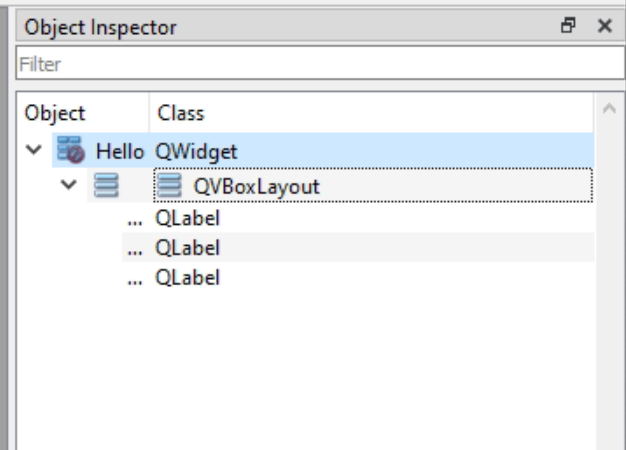 Object Inspector
Filter
Object Class
Hello QWidget
QVBoxLayout
... QLabel
... QLabel
... QLabel